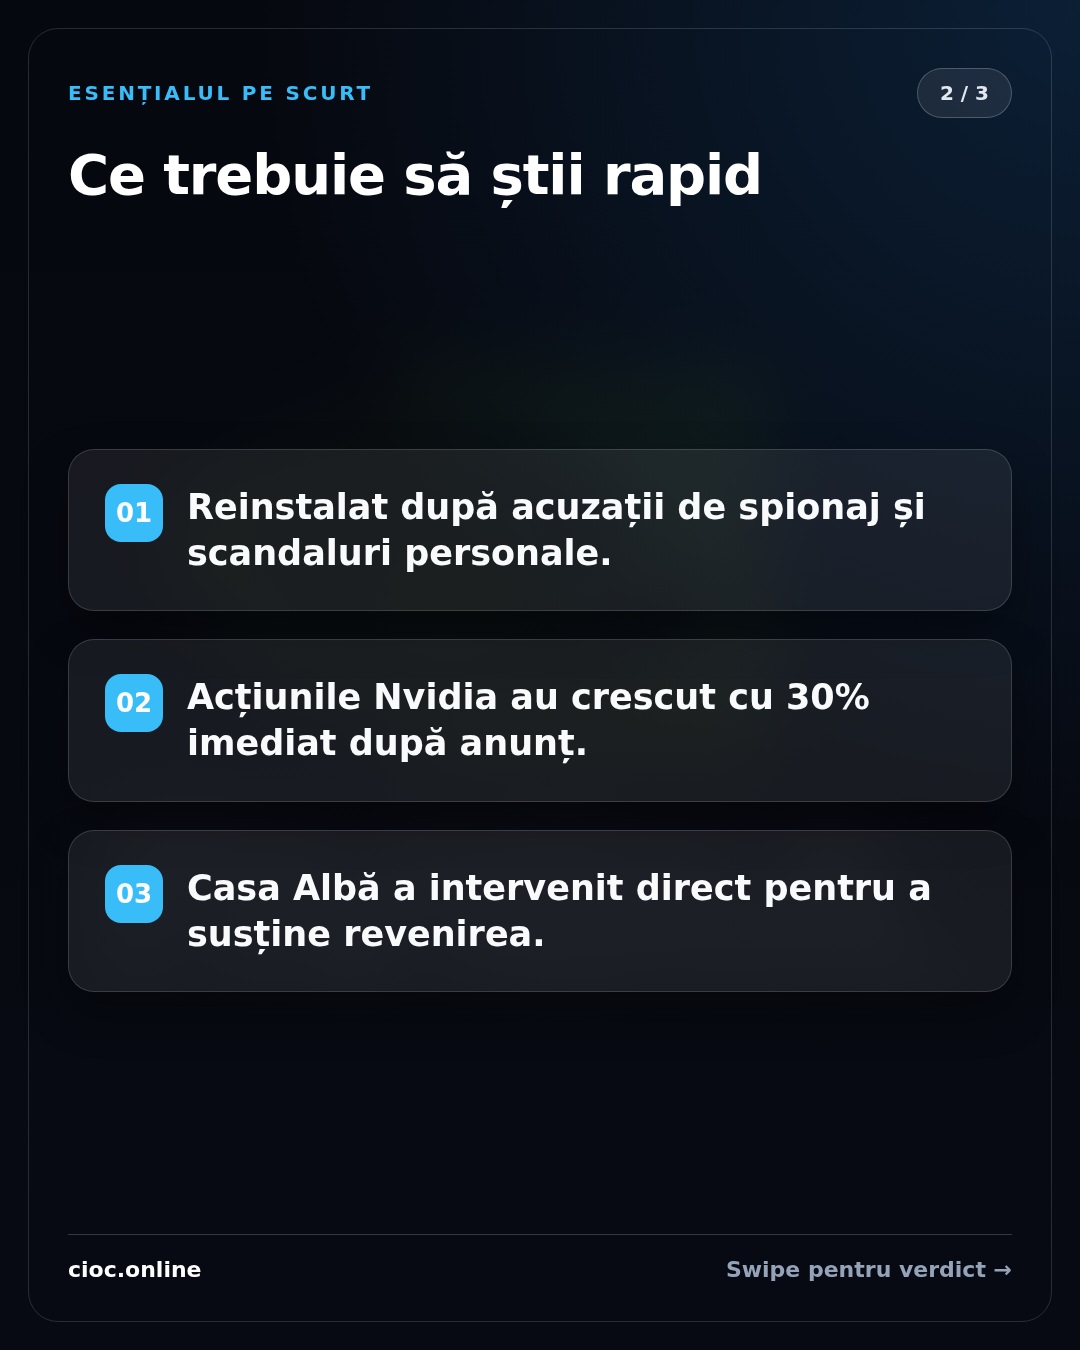 ESENȚIALUL PE SCURT
2 / 3
Ce trebuie să știi rapid
01
Reinstalat după acuzații de spionaj și
scandaluri personale.
02
Acțiunile Nvidia au crescut cu 30%
imediat după anunț.
03
Casa Albă a intervenit direct pentru a
susține revenirea.
cioc.online
Swipe pentru verdict →